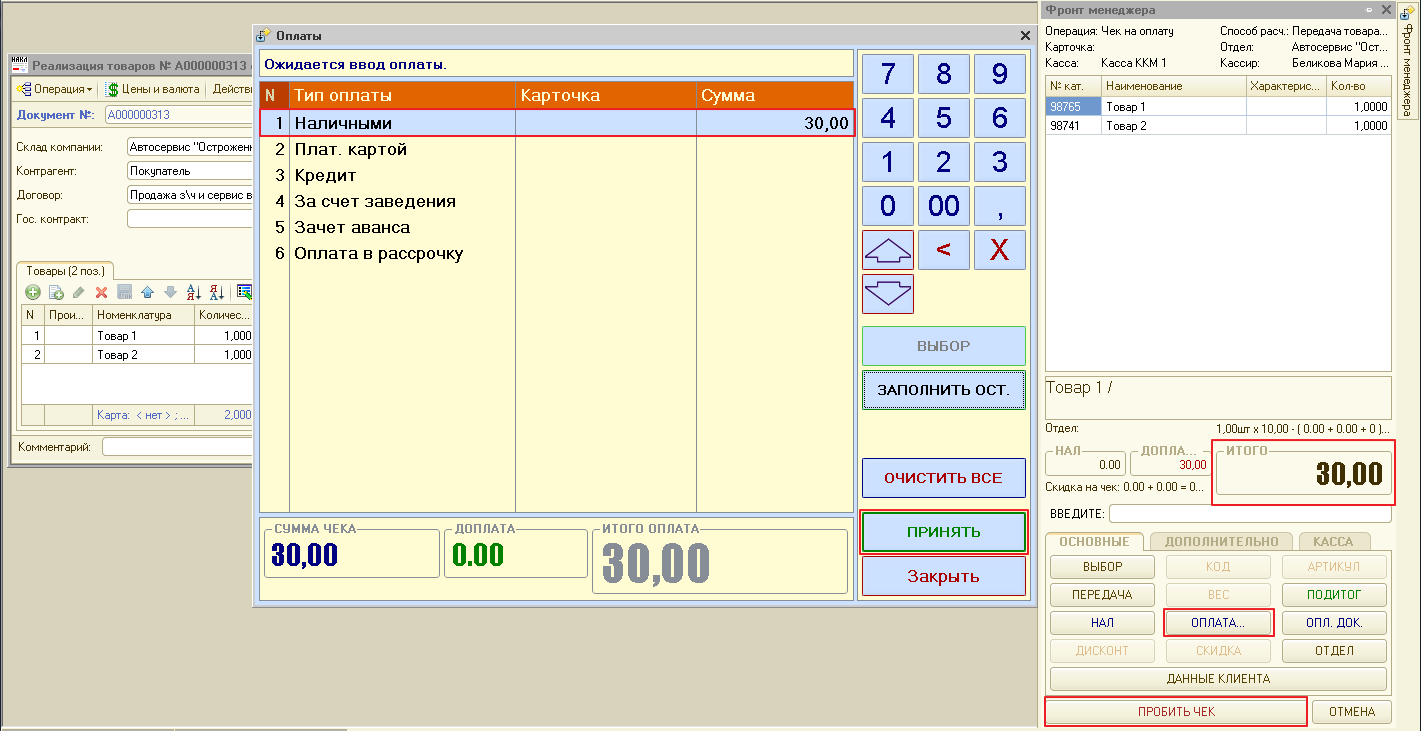 Реализация товаров № А000000313
Операция
Цены и валюта
Действи
Документ №:
А000000313
Склад компании:
Автосервис "Остроженн
Контрагент:
Покупатель
Договор:
Продажа з\ч и сервис в
Гос. контракт:
Товары (2 поз.)
N Прои... Номенклатура Количес...
1 Товар 1 1,000
2 Товар 2 1,000
Карта: < нет > ; ... 2,000
Комментарий:
Оплаты
Ожидается ввод оплаты.
N Тип оплаты Карточка Сумма
1 Наличными 30,00
2 Плат. картой
3 Кредит
4 За счет заведения
5 Зачет аванса
6 Оплата в рассрочку
СУММА ЧЕКА
30,00
ДОПЛАТА
0.00
ИТОГО ОПЛАТА
30,00
7 8 9
4 5 6
1 2 3
0 00 ,
< X
ВЫБОР
ЗАПОЛНИТЬ ОСТ.
ОЧИСТИТЬ ВСЕ
ПРИНЯТЬ
Закрыть
Фронт менеджера
Операция: Чек на оплату Способ расч.: Передача товара...
Карточка: Отдел: Автосервис "Ост...
Касса: Касса ККМ 1 Кассир: Беликова Мария ...
№ кат. Наименование Характерис... Кол-во
98765 Товар 1 1,0000
98741 Товар 2 1,0000
Товар 1 /
Отдел: 1,00шт x 10,00 - ( 0.00 + 0.00 + 0 )...
НАЛ
0.00
ДОПЛА...
30,00
ИТОГО
30,00
Скидка на чек: 0.00 + 0.00 = 0...
ВВЕДИТЕ:
ОСНОВНЫЕ ДОПОЛНИТЕЛЬНО КАССА
ВЫБОР КОД АРТИКУЛ
ПЕРЕДАЧА ВЕС ПОДИТОГ
НАЛ ОПЛАТА... ОПЛ. ДОК.
ДИСКОНТ СКИДКА ОТДЕЛ
ДАННЫЕ КЛИЕНТА
ПРОБИТЬ ЧЕК ОТМЕНА
Фронт менеджера